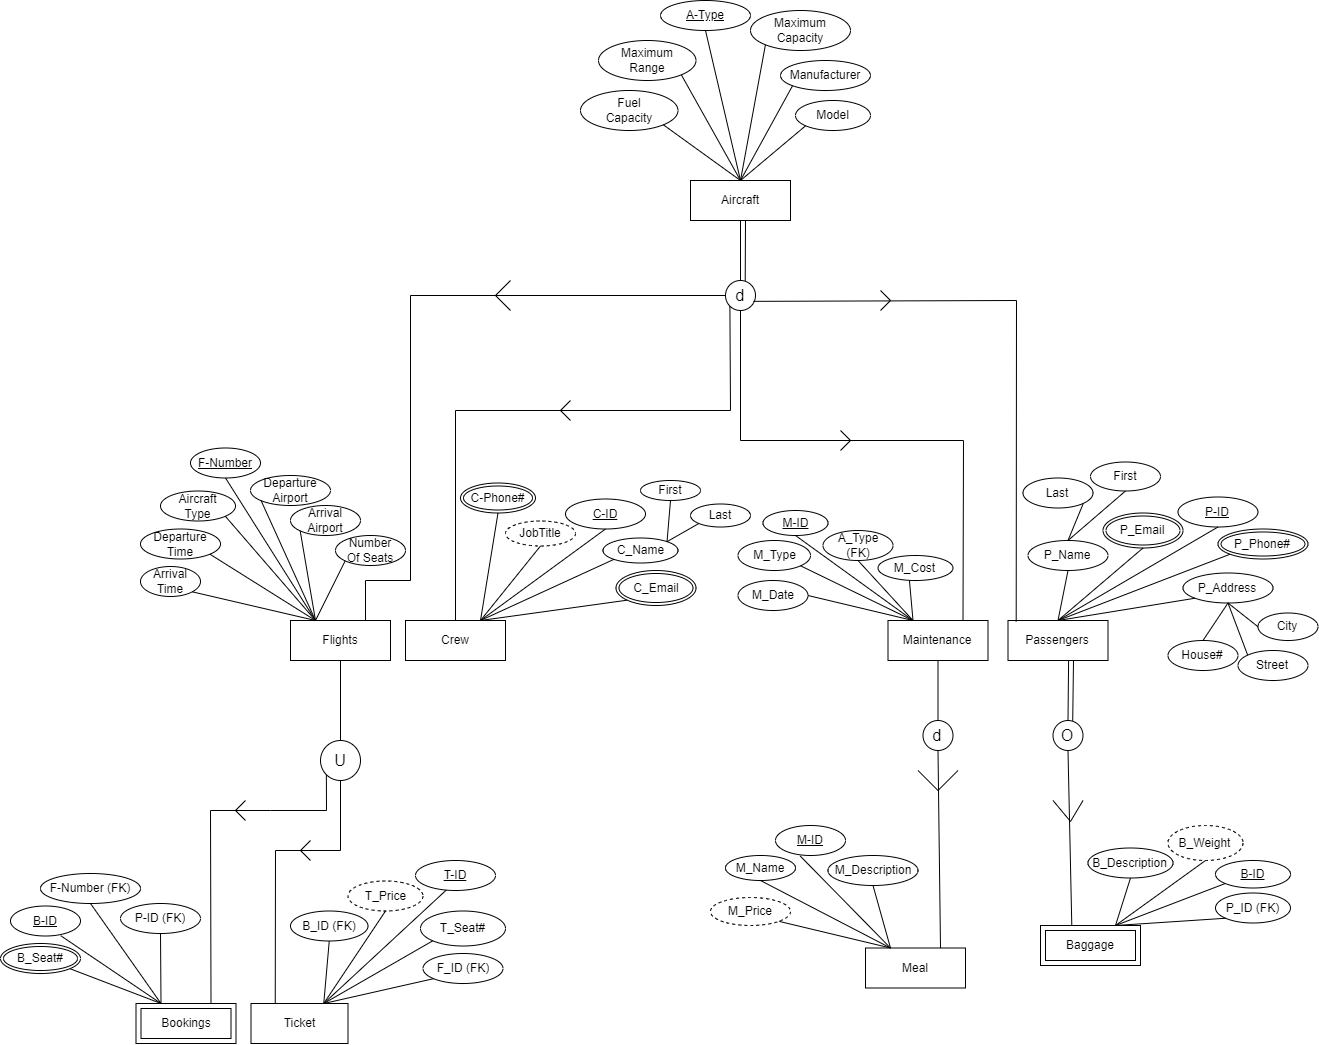 A-Type
Maximum
Capacity
Maximum
Range
Manufacturer
Fuel
Capacity
Model
Aircraft
d
F-Number
Departure
Airport
Aircraft
Type
Arrival
Airport
Departure
Time
Number
Of Seats
Arrival
Time
Flights
C-Phone#
JobTitle
C-ID
First
Last
C_Name
C_Email
Crew
M-ID
A_Type
(FK)
M_Type
M_Cost
M_Date
Maintenance
Last
First
P-ID
P_Email
P_Phone#
P_Name
P_Address
City
House#
Street
Passengers
U
d
O
F-Number (FK)
B-ID
P-ID (FK)
B_Seat#
Bookings
T-ID
T_Price
B_ID (FK)
T_Seat#
F_ID (FK)
Ticket
M-ID
M_Name
M_Description
M_Price
Meal
B_Weight
B_Description
B-ID
P_ID (FK)
Baggage